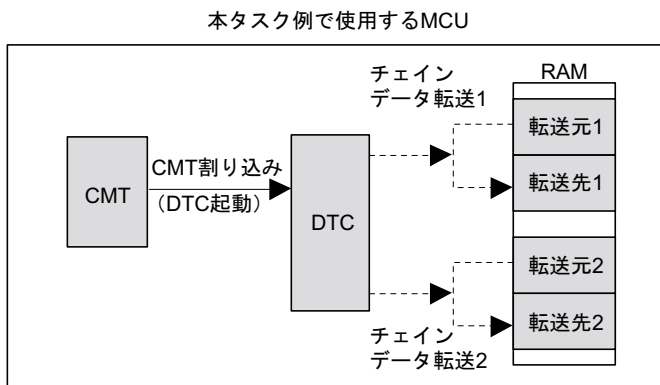 本タスク例で使用するMCU
チェイン
データ転送1
RAM
転送元1
転送先1
CMT
CMT割り込み
（DTC起動）
DTC
転送元2
転送先2
チェイン
データ転送2